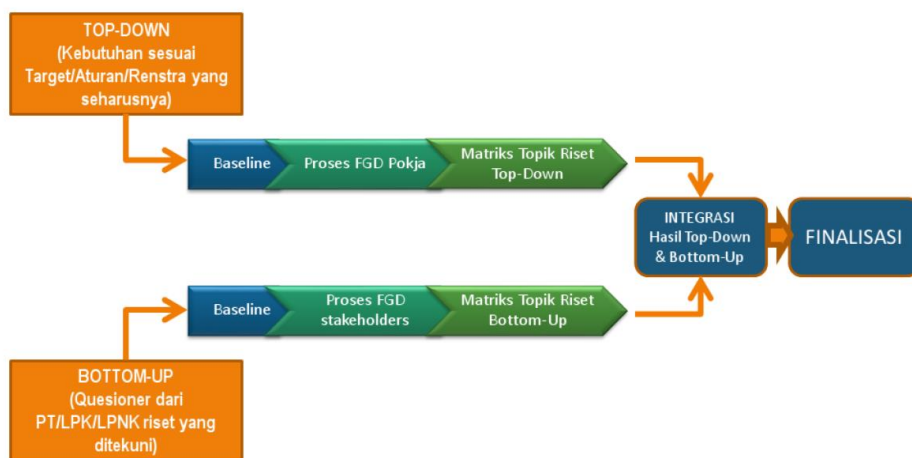 TOP-DOWN
(Kebutuhan sesuai
Target/Aturan/Renstra yang
seharusnya)
Baseline
Proses FGD Pokja
Matriks Topik Riset
Top-Down
INTEGRASI
Hasil Top-Down
& Bottom-Up
FINALISASI
Baseline
Proses FGD
stakeholders
Matriks Topik Riset
Bottom-Up
BOTTOM-UP
(Quesioner dari
PT/LPK/LPNK riset yang
ditekuni)